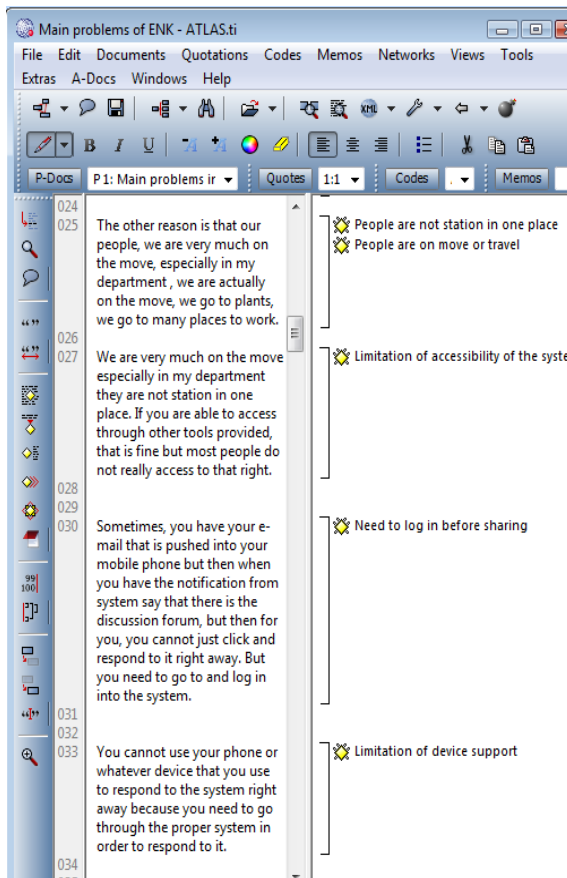 Main problems of ENK - ATLAS.ti
File Edit Documents Quotations Codes Memos Networks Views Tools
Extras A-Docs Windows Help
XML
B I U A A
P-Docs P 1: Main problems ir Quotes 1:1 Codes . Memos
024
025 The other reason is that our
people, we are very much on
the move, especially in my
department , we are actually
on the move, we go to plants,
we go to many places to work.
People are not station in one place
People are on move or travel
026
027 We are very much on the move
especially in my department
they are not station in one
place. If you are able to access
through other tools provided,
that is fine but most people do
not really access to that right.
Limitation of accessibility of the syste
028
029
030 Sometimes, you have your e-
mail that is pushed into your
mobile phone but then when
you have the notification from
system say that there is the
discussion forum, but then for
you, you cannot just click and
respond to it right away. But
you need to go to and log in
into the system.
Need to log in before sharing
031
032
033 You cannot use your phone or
whatever device that you use
to respond to the system right
away because you need to go
through the proper system in
order to respond to it.
Limitation of device support
034
99
100